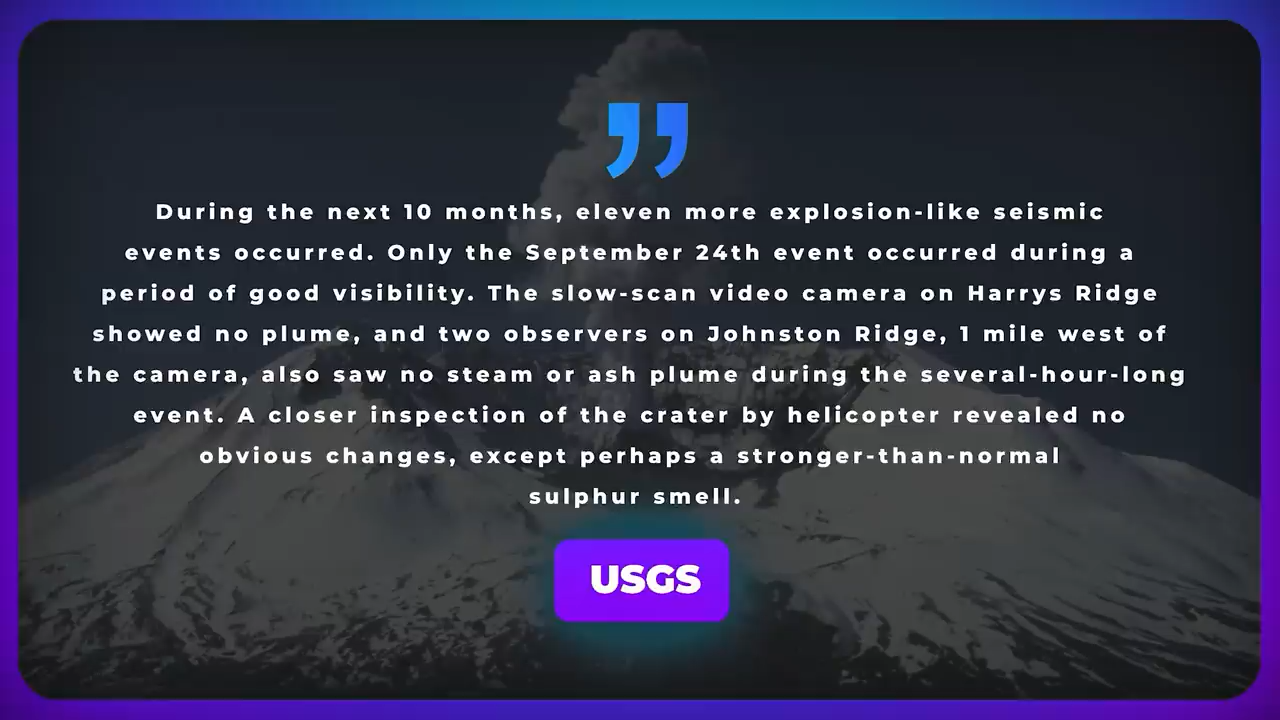 During the next 10 months, eleven more explosion-like seismic
events occurred. Only the September 24th event occurred during a
period of good visibility. The slow-scan video camera on Harrys Ridge
showed no plume, and two observers on Johnston Ridge, 1 mile west of
the camera, also saw no steam or ash plume during the several-hour-long
event. A closer inspection of the crater by helicopter revealed no
obvious changes, except perhaps a stronger-than-normal
sulphur smell.
USGS